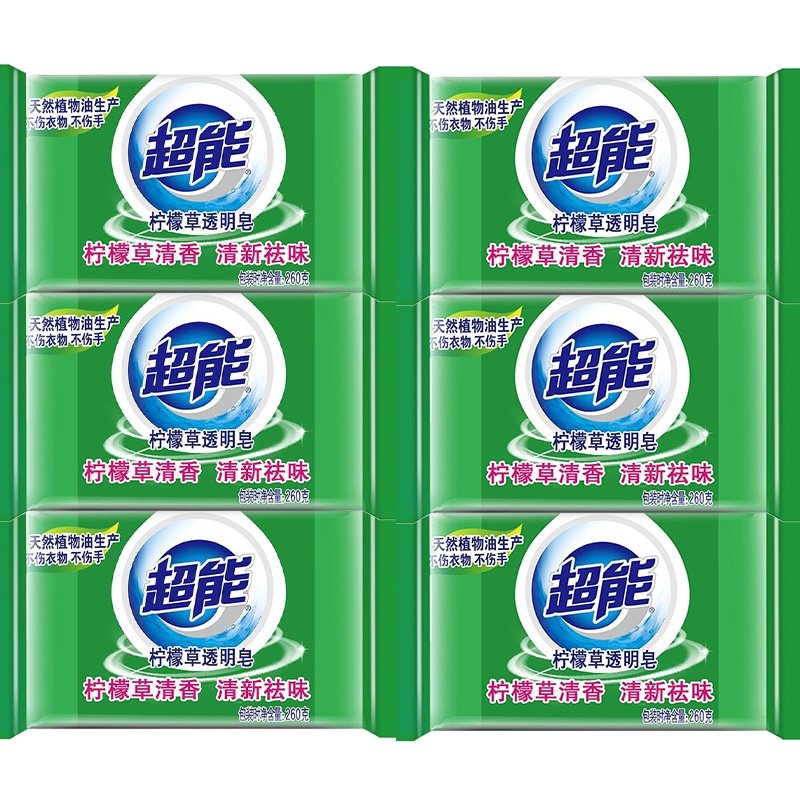 天然植物油生产
不伤衣物 不伤手
超能®
柠檬草透明皂
柠檬草清香 清新祛味
包装时净含量:260克
天然植物油生产
不伤衣物 不伤手
超能®
柠檬草透明皂
柠檬草清香 清新祛味
包装时净含量:260克
天然植物油生产
不伤衣物 不伤手
超能®
柠檬草透明皂
柠檬草清香 清新祛味
包装时净含量:260克
天然植物油生产
不伤衣物 不伤手
超能®
柠檬草透明皂
柠檬草清香 清新祛味
包装时净含量:260克
天然植物油生产
不伤衣物 不伤手
超能®
柠檬草透明皂
柠檬草清香 清新祛味
包装时净含量:260克
天然植物油生产
不伤衣物 不伤手
超能®
柠檬草透明皂
柠檬草清香 清新祛味
包装时净含量:260克